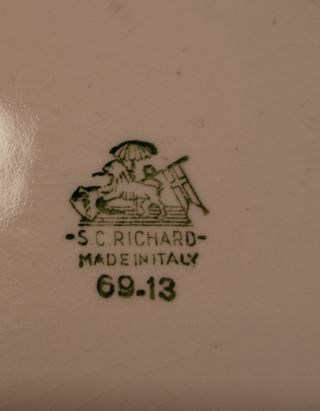 -S.C.RICHARD-
MADE IN ITALY
69-13